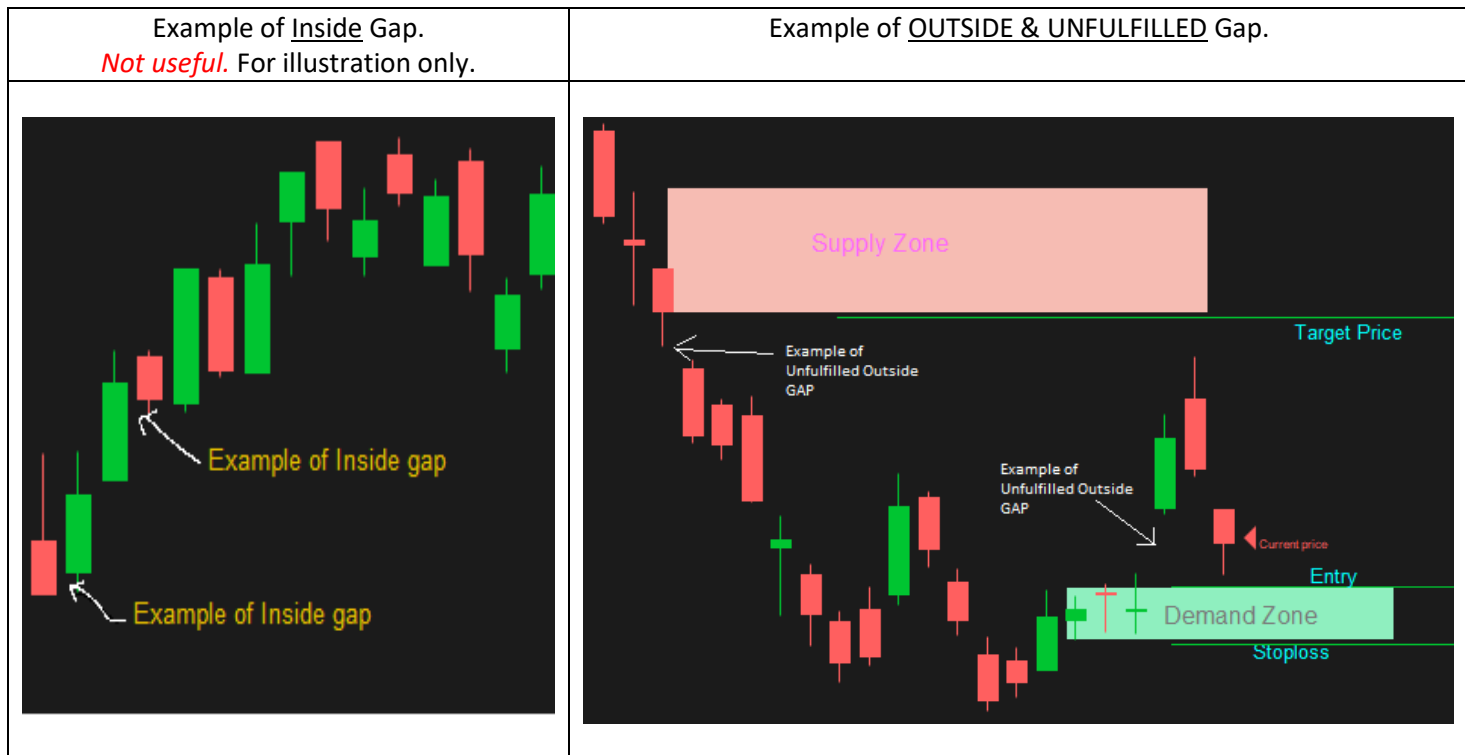 Example of Inside Gap.
Not useful. For illustration only.
Example of OUTSIDE & UNFULFILLED Gap.
Example of Inside gap
Example of Inside gap
Supply Zone
Target Price
Example of
Unfulfilled Outside
GAP
Example of
Unfulfilled Outside
GAP
Current price
Entry
Demand Zone
Stoploss